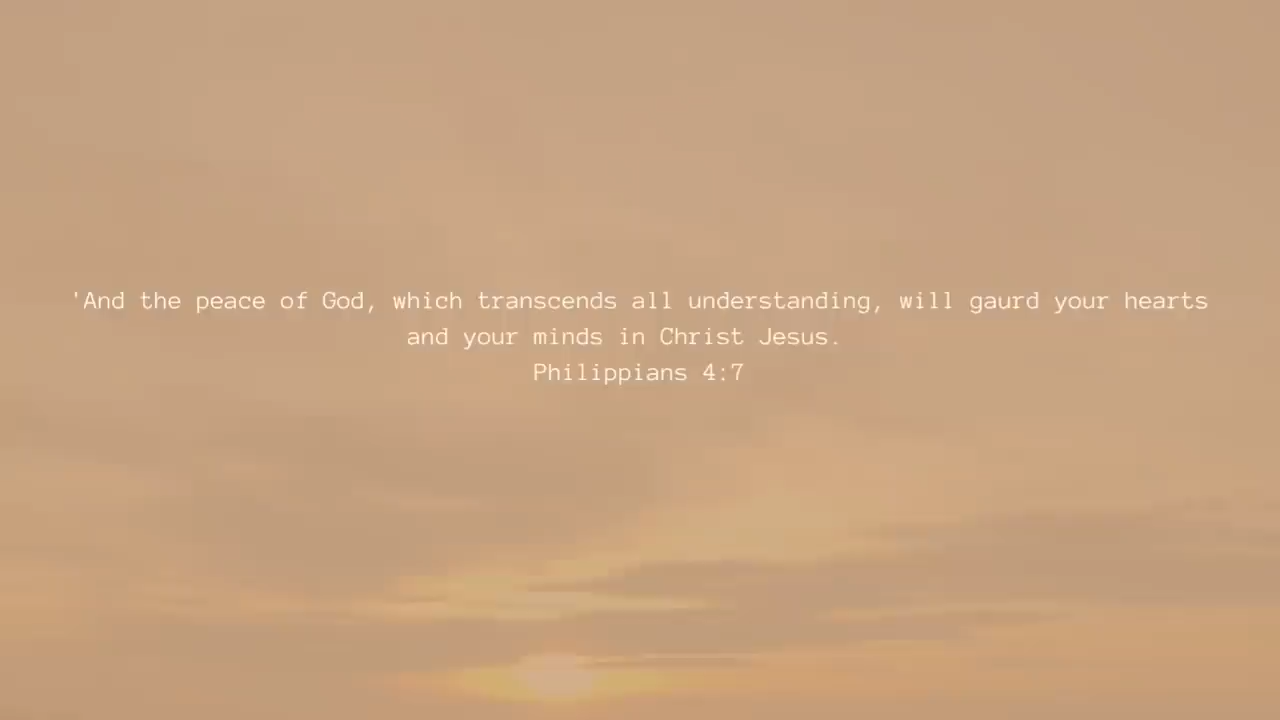 'And the peace of God, which transcends all understanding, will gaurd your hearts
and your minds in Christ Jesus.
Philippians 4:7